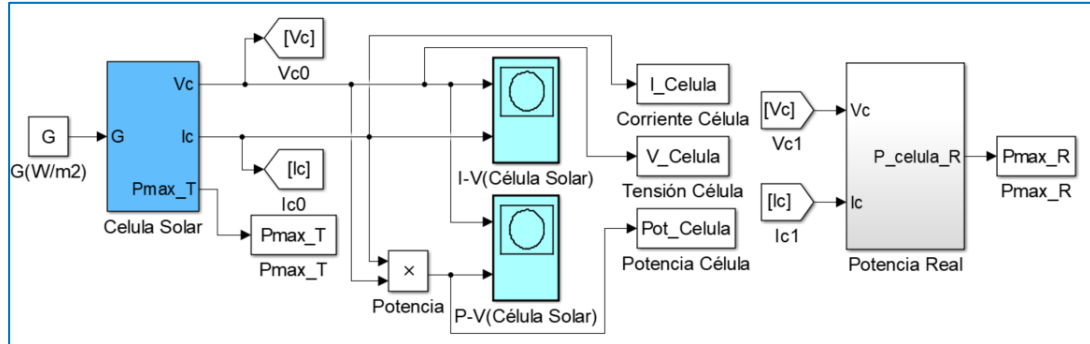 G
G(W/m2)
G
Vc
Ic
Pmax_T
Celula Solar
[Vc]
Vc0
[Ic]
Ic0
Pmax_T
Pmax_T
×
Potencia
I-V(Célula Solar)
P-V(Célula Solar)
I_Celula
Corriente Célula
V_Celula
Tensión Célula
Pot_Celula
Potencia Célula
[Vc]
Vc1
[Ic]
Ic1
Vc
Ic
P_celula_R
Potencia Real
Pmax_R
Pmax_R